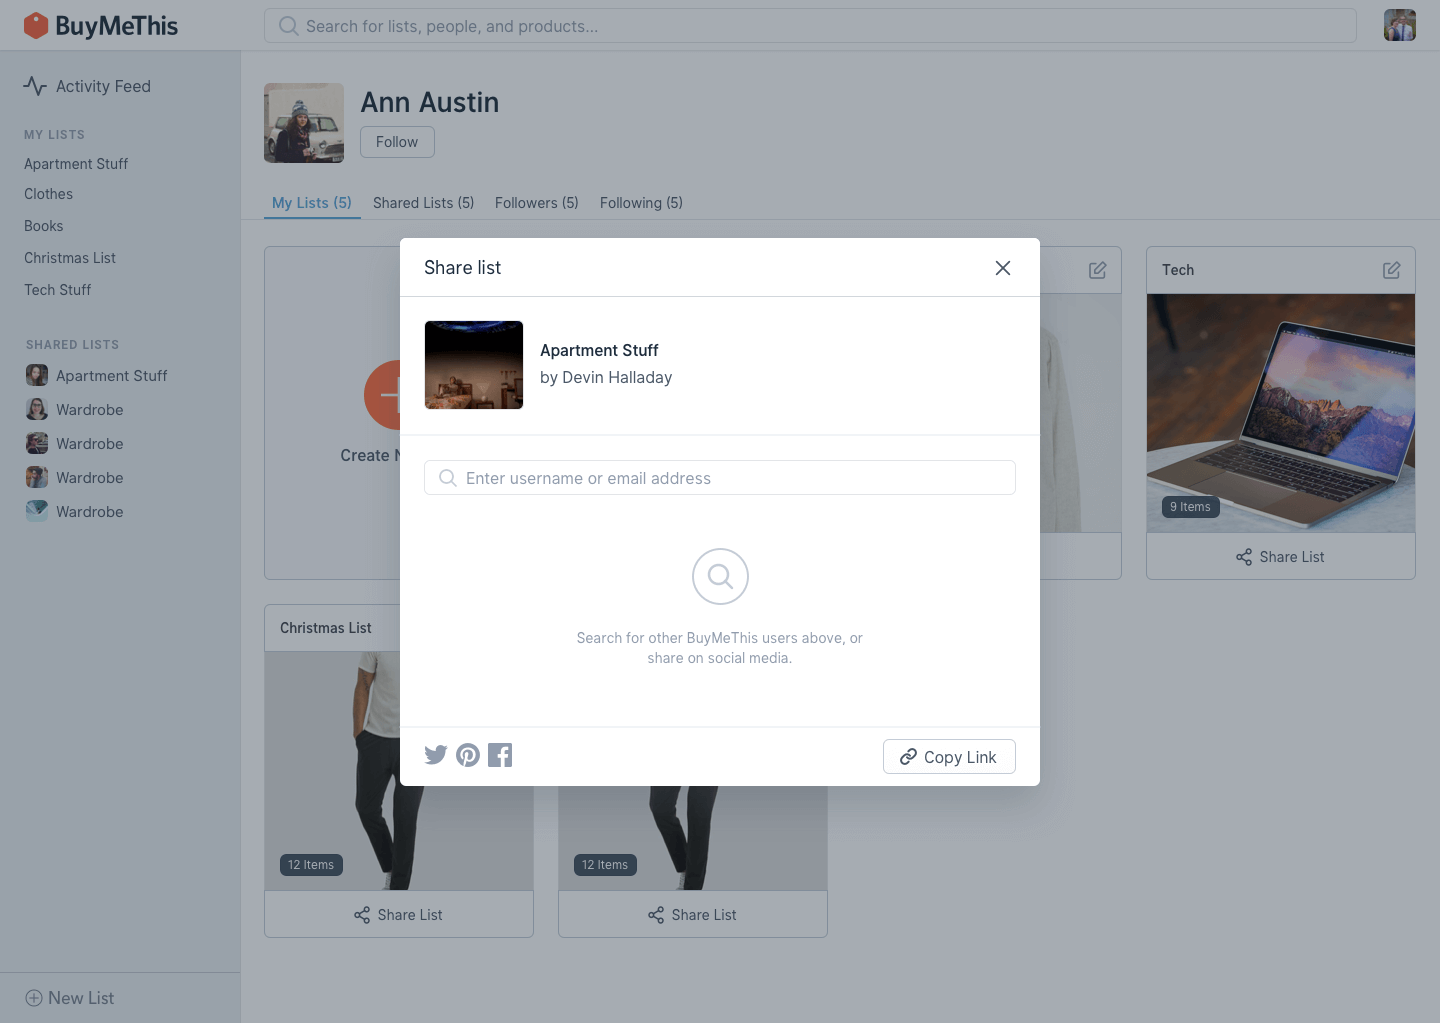 BuyMeThis
Search for lists, people, and products...
Activity Feed
MY LISTS
Apartment Stuff
Clothes
Books
Christmas List
Tech Stuff
SHARED LISTS
Apartment Stuff
Wardrobe
Wardrobe
Wardrobe
Wardrobe
New List
Ann Austin
Follow
My Lists (5)
Shared Lists (5)
Followers (5)
Following (5)
Create N
Tech
9 Items
Share List
Share list
Apartment Stuff
by Devin Halladay
Enter username or email address
Search for other BuyMeThis users above, or
share on social media.
Copy Link
Christmas List
12 Items
Share List
12 Items
Share List